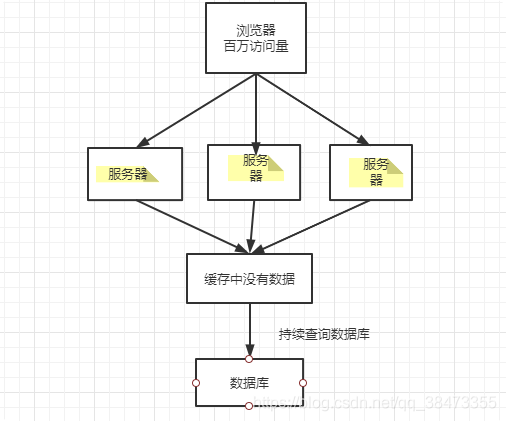 浏览器
百万访问量
服务器
服务
器
服务
器
缓存中没有数据
持续查询数据库
数据库
https://blog.csdn.net/qq_38473355